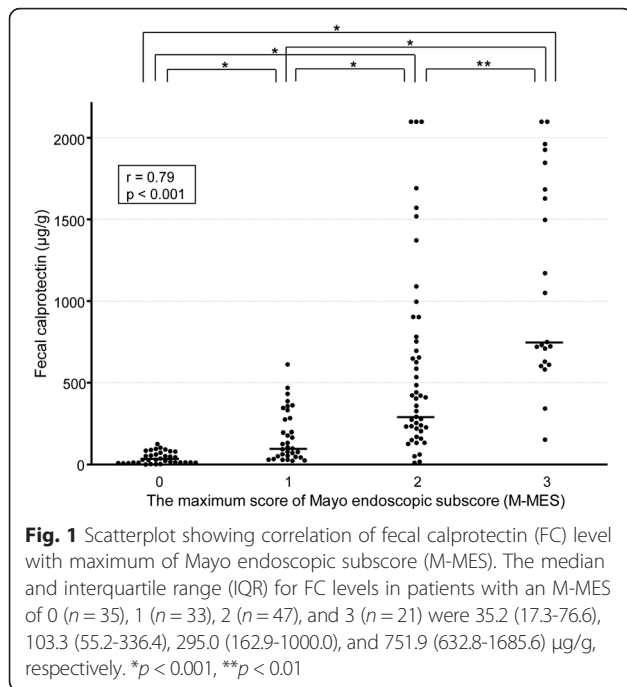 *
*
*
*
*
**
2000
1500
1000
500
0
Fecal calprotectin (µg/g)
r = 0.79
p < 0.001
0 1 2 3
The maximum score of Mayo endoscopic subscore (M-MES)
Fig. 1 Scatterplot showing correlation of fecal calprotectin (FC) level
with maximum of Mayo endoscopic subscore (M-MES). The median
and interquartile range (IQR) for FC levels in patients with an M-MES
of 0 (n = 35), 1 (n = 33), 2 (n = 47), and 3 (n = 21) were 35.2 (17.3-76.6),
103.3 (55.2-336.4), 295.0 (162.9-1000.0), and 751.9 (632.8-1685.6) µg/g,
respectively. *p < 0.001, **p < 0.01